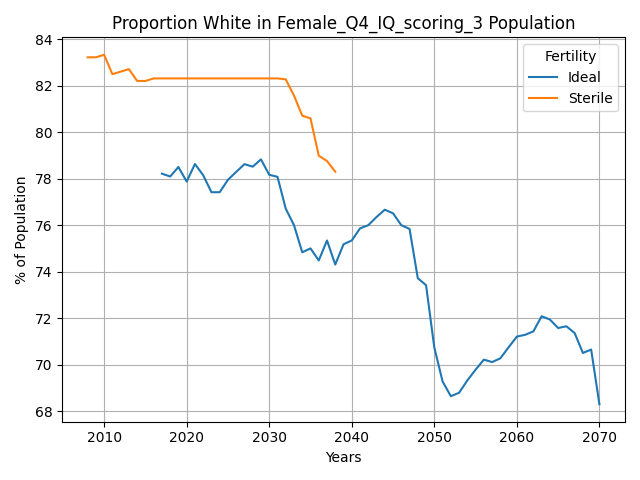 Proportion White in Female_Q4_IQ_scoring_3 Population
% of Population
84
82
80
78
76
74
72
70
68
Fertility
Ideal
Sterile
2010 2020 2030 2040 2050 2060 2070
Years